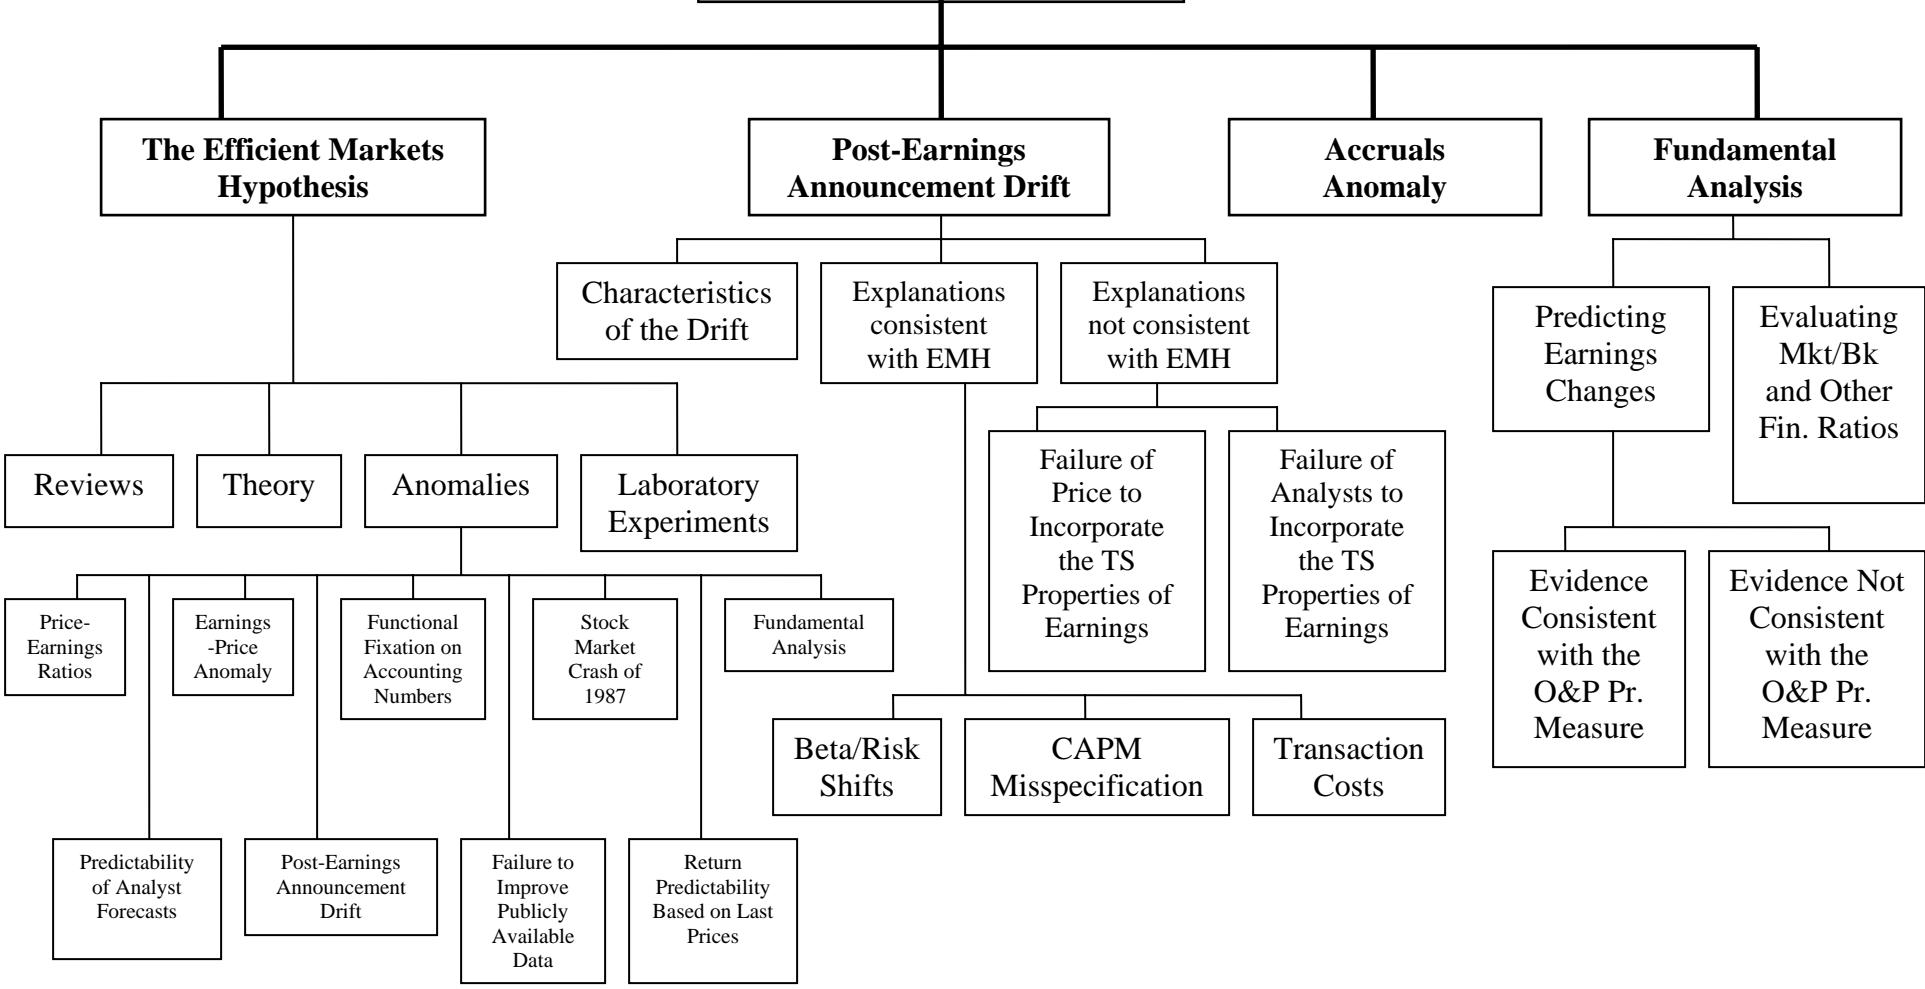 The Efficient Markets
Hypothesis
Post-Earnings
Announcement Drift
Accruals
Anomaly
Fundamental
Analysis
Characteristics
of the Drift
Explanations
consistent
with EMH
Explanations
not consistent
with EMH
Predicting
Earnings
Changes
Evaluating
Mkt/Bk
and Other
Fin. Ratios
Reviews
Theory
Anomalies
Laboratory
Experiments
Failure of
Price to
Incorporate
the TS
Properties of
Earnings
Failure of
Analysts to
Incorporate
the TS
Properties of
Earnings
Evidence
Consistent
with the
O&P Pr.
Measure
Evidence Not
Consistent
with the
O&P Pr.
Measure
Price-
Earnings
Ratios
Earnings
-Price
Anomaly
Functional
Fixation on
Accounting
Numbers
Stock
Market
Crash of
1987
Fundamental
Analysis
Beta/Risk
Shifts
CAPM
Misspecification
Transaction
Costs
Predictability
of Analyst
Forecasts
Post-Earnings
Announcement
Drift
Failure to
Improve
Publicly
Available
Data
Return
Predictability
Based on Last
Prices